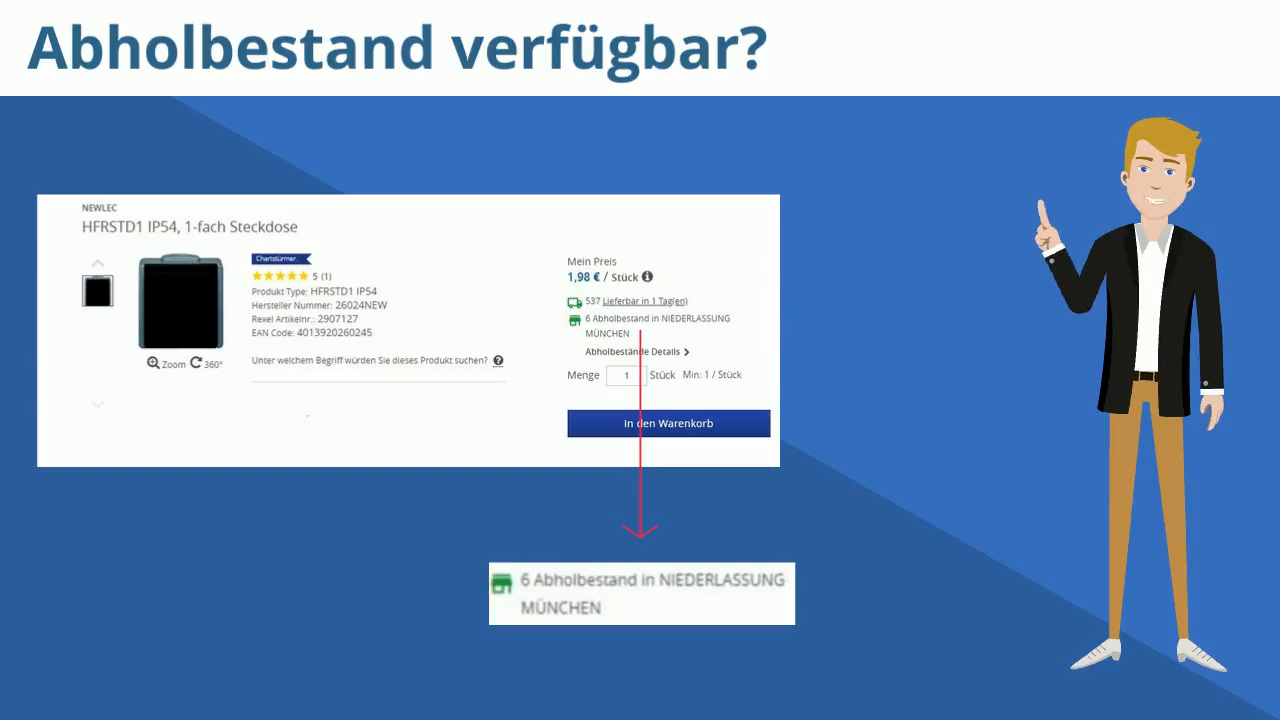 Abholbestand verfügbar?
NEWLEC
HFRSTD1 IP54, 1-fach Steckdose
Chartstürmer.
5 (1)
Produkt Type: HFRSTD1 IP54
Hersteller Nummer: 26024NEW
Rexel Artikelnr.: 2907127
EAN Code: 4013920260245
Zoom 360°
Unter welchem Begriff würden Sie dieses Produkt suchen? ?
Mein Preis
1,98 € / Stück
537 Lieferbar in 1 Tag(en)
6 Abholbestand in NIEDERLASSUNG
MÜNCHEN
Abholbestände Details
Menge 1 Stück Min: 1 / Stück
In den Warenkorb
6 Abholbestand in NIEDERLASSUNG
MÜNCHEN